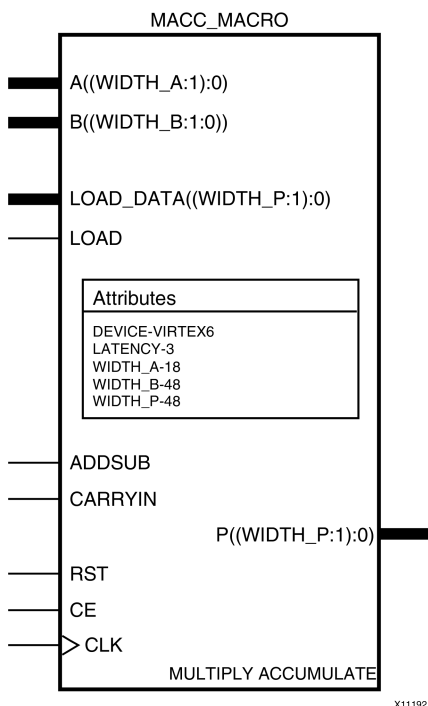 MACC_MACRO
A((WIDTH_A:1):0)
B((WIDTH_B:1:0))
LOAD_DATA((WIDTH_P:1):0)
LOAD
Attributes
DEVICE-VIRTEX6
LATENCY-3
WIDTH_A-18
WIDTH_B-48
WIDTH_P-48
ADDSUB
CARRYIN
P((WIDTH_P:1):0)
RST
CE
CLK
MULTIPLY ACCUMULATE
X11192